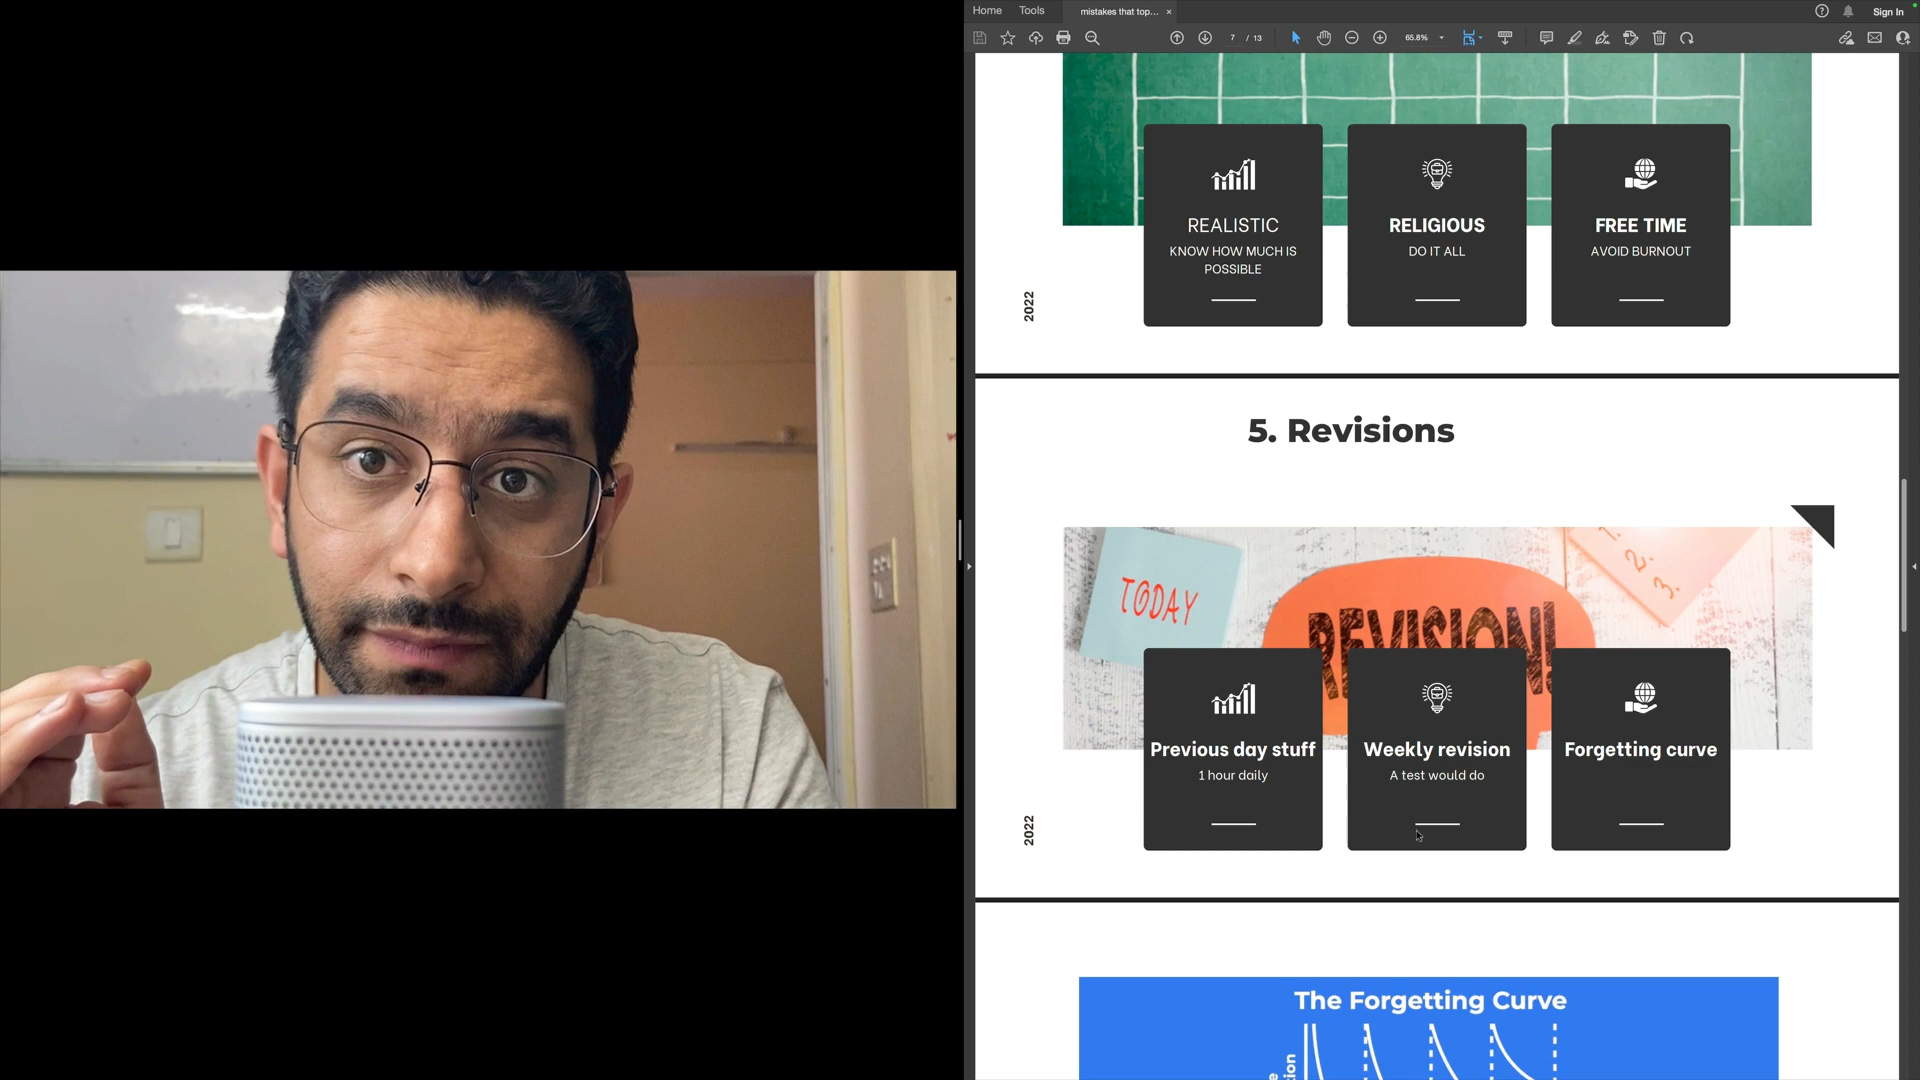 Home Tools mistakes that top... × Sign In
7 / 13 65.8%
REALISTIC
KNOW HOW MUCH IS
POSSIBLE
RELIGIOUS
DO IT ALL
FREE TIME
AVOID BURNOUT
2022
5. Revisions
TODAY
REVISION!
2.
3.
Previous day stuff
1 hour daily
Weekly revision
A test would do
Forgetting curve
2022
The Forgetting Curve